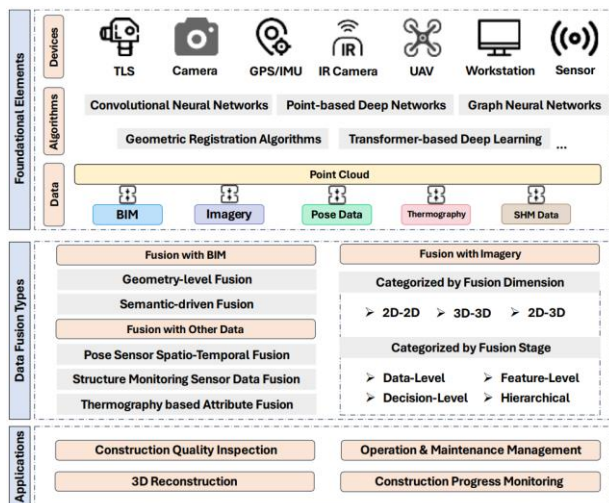 Foundational Elements
Devices
TLS
Camera
GPS/IMU
IR
IR Camera
UAV
Workstation
Sensor
Algorithms
Convolutional Neural Networks
Point-based Deep Networks
Graph Neural Networks
Geometric Registration Algorithms
Transformer-based Deep Learning
...
Data
Point Cloud
BIM
Imagery
Pose Data
Thermography
SHM Data
Data Fusion Types
Fusion with BIM
Geometry-level Fusion
Semantic-driven Fusion
Fusion with Other Data
Pose Sensor Spatio-Temporal Fusion
Structure Monitoring Sensor Data Fusion
Thermography based Attribute Fusion
Fusion with Imagery
Categorized by Fusion Dimension
➢ 2D-2D ➢ 3D-3D ➢ 2D-3D
Categorized by Fusion Stage
➢ Data-Level ➢ Feature-Level
➢ Decision-Level ➢ Hierarchical
Applications
Construction Quality Inspection
Operation & Maintenance Management
3D Reconstruction
Construction Progress Monitoring